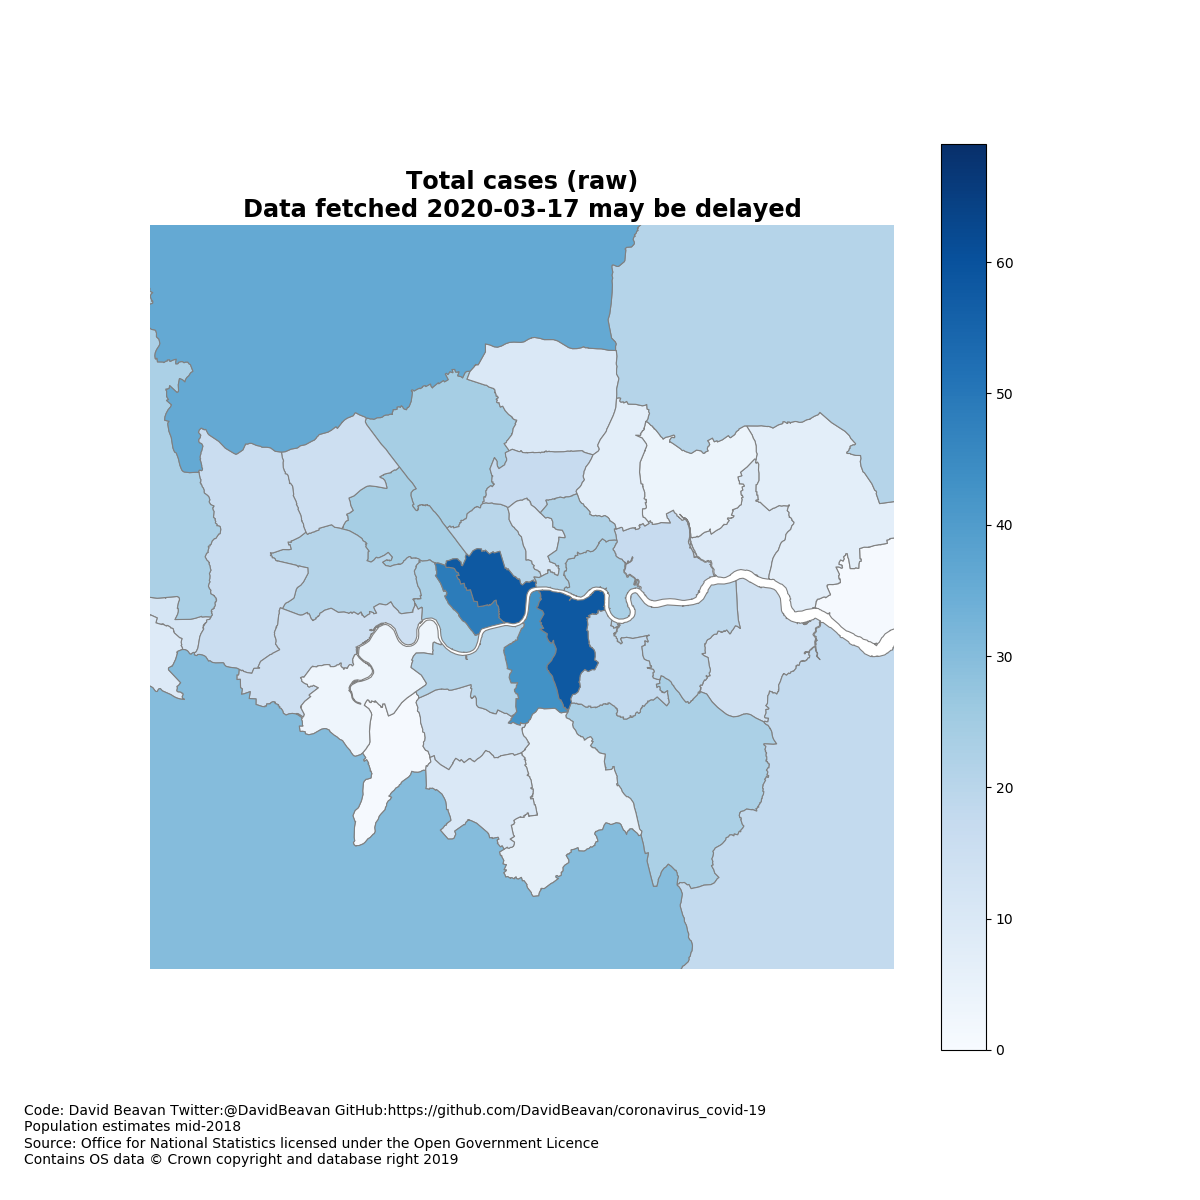 Total cases (raw)
Data fetched 2020-03-17 may be delayed
60
50
40
30
20
10
0
Code: David Beavan Twitter:@DavidBeavan GitHub:https://github.com/DavidBeavan/coronavirus_covid-19
Population estimates mid-2018
Source: Office for National Statistics licensed under the Open Government Licence
Contains OS data © Crown copyright and database right 2019